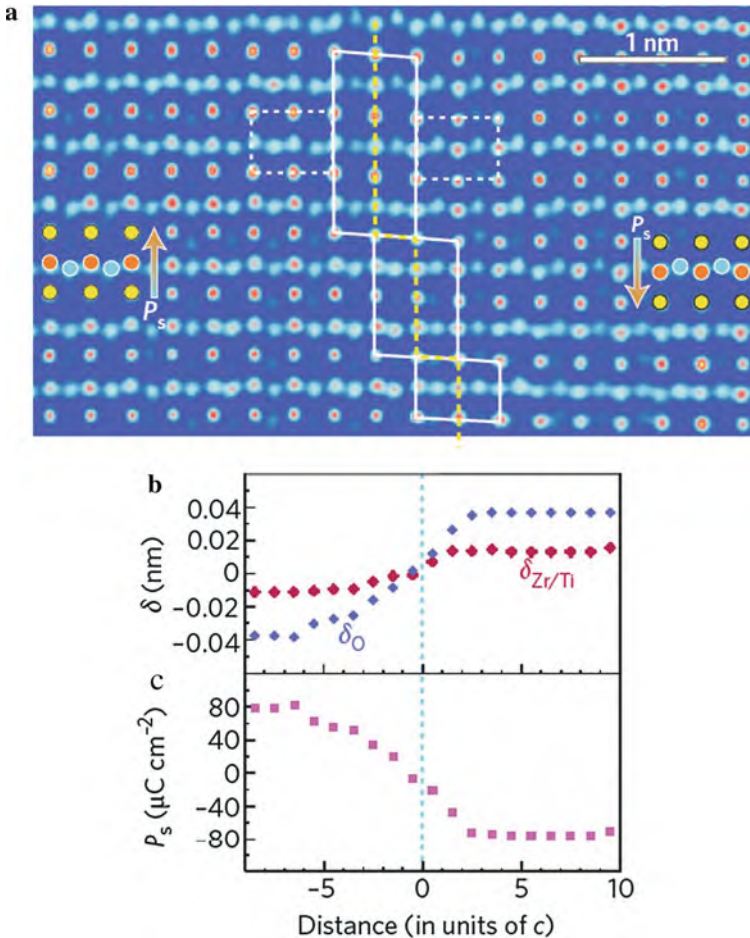 a
1 nm
Ps
Ps
b
0.04
0.02
0
−0.02
−0.04
δ (nm)
δZr/Ti
δO
c
80
40
0
−40
−80
Ps (μC cm−2)
−5
0
5
10
Distance (in units of c)